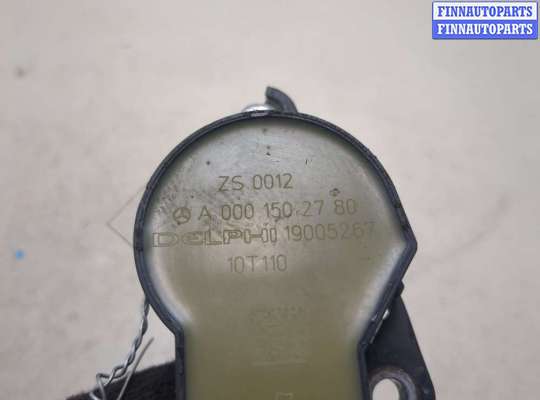 FINNAUTOPARTS
FINNAUTOPARTS
ZS 0012
A 000 150 27 80
DELPHI 19005267
10T110